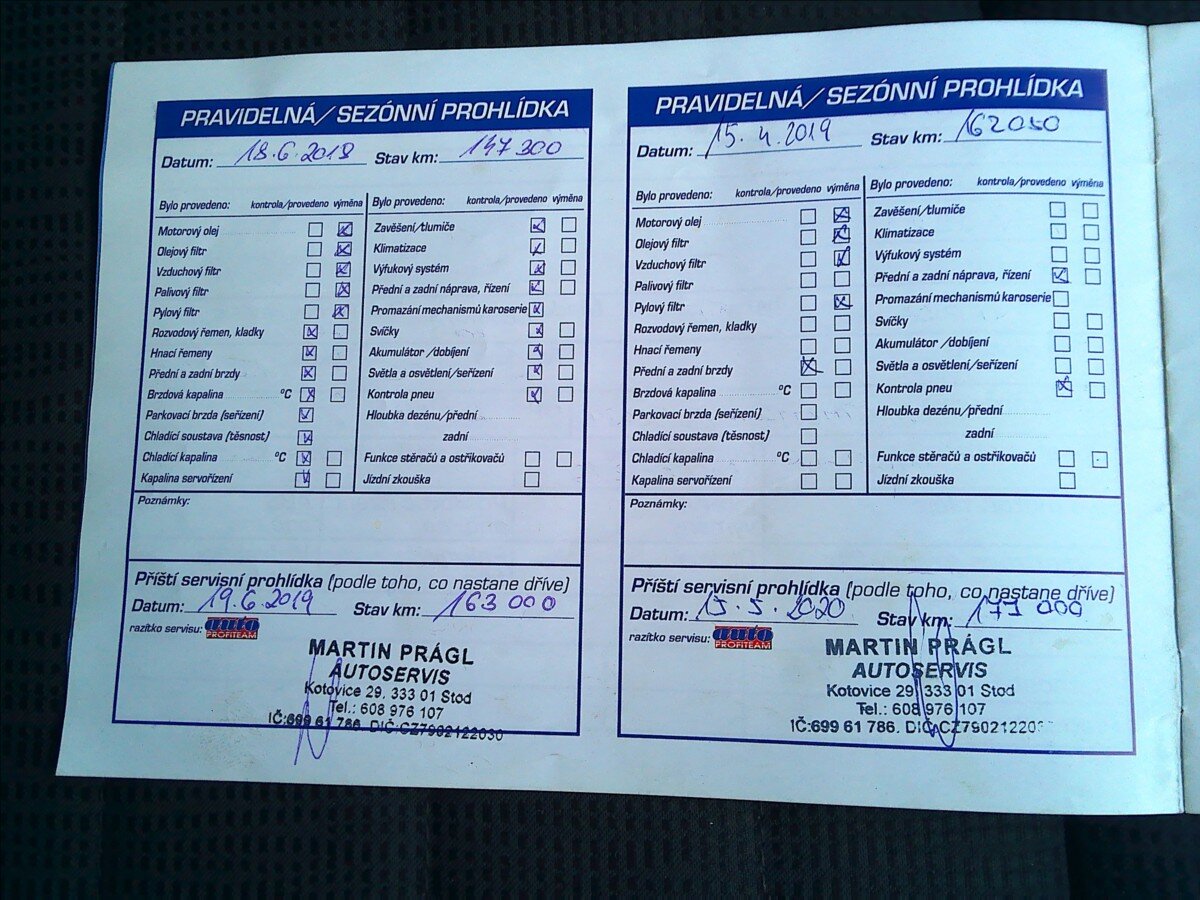 PRAVIDELNÁ/SEZÓNNÍ PROHLÍDKA
Datum: 18.6.2018 Stav km: 147 300
Bylo provedeno: kontrola/provedeno výměna
Motorový olej
Olejový filtr
Vzduchový filtr
Palivový filtr
Pylový filtr
Rozvodový řemen, kladky
Hnací řemeny
Přední a zadní brzdy
Brzdová kapalina °C
Parkovací brzda (seřízení)
Chladící soustava (těsnost)
Chladící kapalina °C
Kapalina servořízení
Bylo provedeno: kontrola/provedeno výměna
Zavěšení/tlumiče
Klimatizace
Výfukový systém
Přední a zadní náprava, řízení
Promazání mechanismů karoserie
Svíčky
Akumulátor /dobíjení
Světla a osvětlení/seřízení
Kontrola pneu
Hloubka dezénu/přední
zadní
Funkce stěračů a ostřikovačů
Jízdní zkouška
Poznámky:
Příští servisní prohlídka (podle toho, co nastane dříve)
Datum: 19.6.2019 Stav km: 163 000
razítko servisu: auto PROFITEAM
MARTIN PRÁGL
AUTOSERVIS
Kotovice 29, 333 01 Stod
Tel.: 608 976 107
IČ:699 61 786, DIČ:CZ7902122030
PRAVIDELNÁ/SEZÓNNÍ PROHLÍDKA
Datum: 15.4.2019 Stav km: 162050
Bylo provedeno: kontrola/provedeno výměna
Motorový olej
Olejový filtr
Vzduchový filtr
Palivový filtr
Pylový filtr
Rozvodový řemen, kladky
Hnací řemeny
Přední a zadní brzdy
Brzdová kapalina °C
Parkovací brzda (seřízení)
Chladící soustava (těsnost)
Chladící kapalina °C
Kapalina servořízení
Bylo provedeno: kontrola/provedeno výměna
Zavěšení/tlumiče
Klimatizace
Výfukový systém
Přední a zadní náprava, řízení
Promazání mechanismů karoserie
Svíčky
Akumulátor /dobíjení
Světla a osvětlení/seřízení
Kontrola pneu
Hloubka dezénu/přední
zadní
Funkce stěračů a ostřikovačů
Jízdní zkouška
Poznámky:
Příští servisní prohlídka (podle toho, co nastane dříve)
Datum: 15.5.2020 Stav km: 177 000
razítko servisu: auto PROFITEAM
MARTIN PRÁGL
AUTOSERVIS
Kotovice 29, 333 01 Stod
Tel.: 608 976 107
IČ:699 61 786, DIČ:CZ790212203